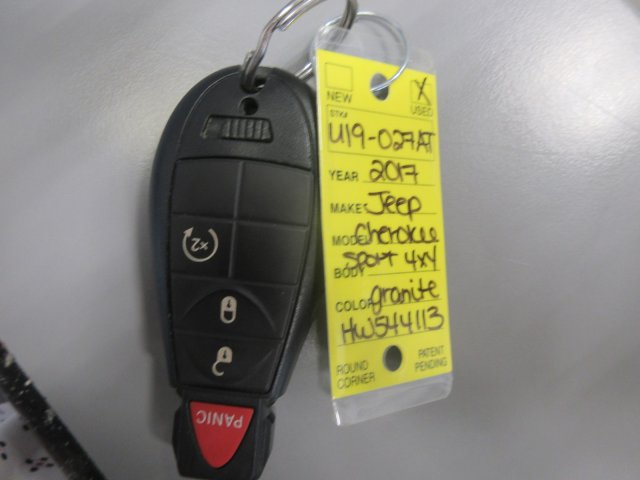 NEW
X
USED
STK#
U19-027AT
YEAR 2017
MAKE Jeep
MODEL Cherokee
BODY Sport 4x4
COLOR granite
HW544113
ROUND CORNER
PATENT PENDING
x2
PANIC